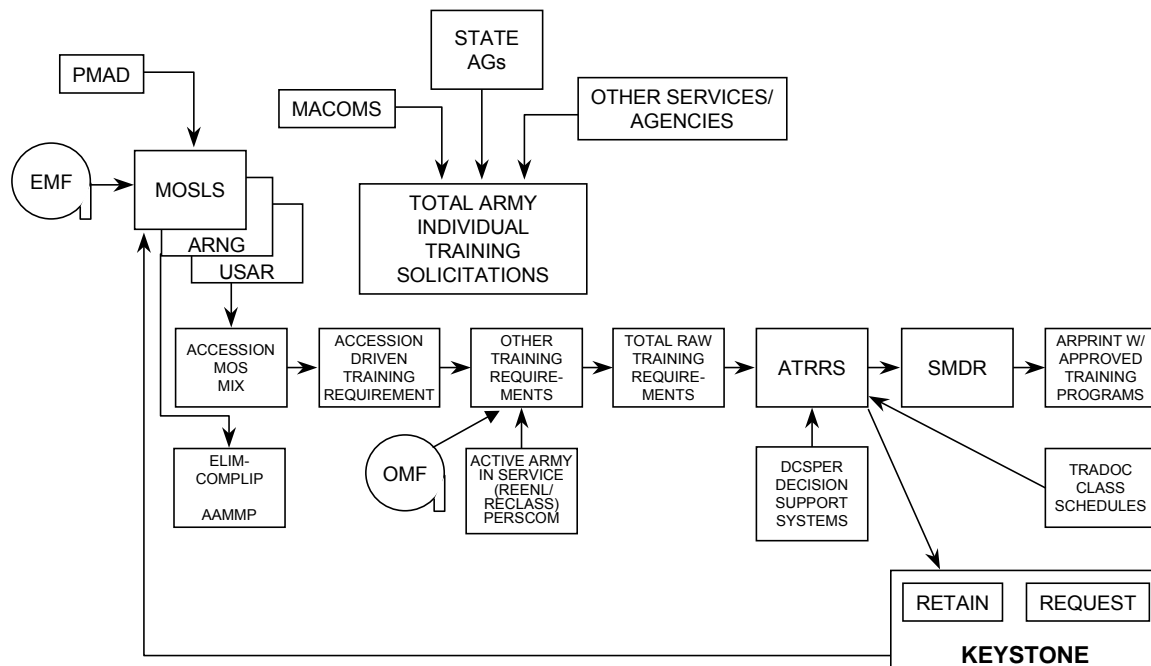 STATE
AGs
PMAD
MACOMS
OTHER SERVICES/
AGENCIES
EMF
MOSLS
ARNG
USAR
TOTAL ARMY
INDIVIDUAL
TRAINING
SOLICITATIONS
ACCESSION
MOS
MIX
ACCESSION
DRIVEN
TRAINING
REQUIREMENT
OTHER
TRAINING
REQUIRE-
MENTS
TOTAL RAW
TRAINING
REQUIRE-
MENTS
ATRRS
SMDR
ARPRINT W/
APPROVED
TRAINING
PROGRAMS
ELIM-
COMPLIP
AAMMP
OMF
ACTIVE ARMY
IN SERVICE
(REENL/
RECLASS)
PERSCOM
DCSPER
DECISION
SUPPORT
SYSTEMS
TRADOC
CLASS
SCHEDULES
RETAIN
REQUEST
KEYSTONE